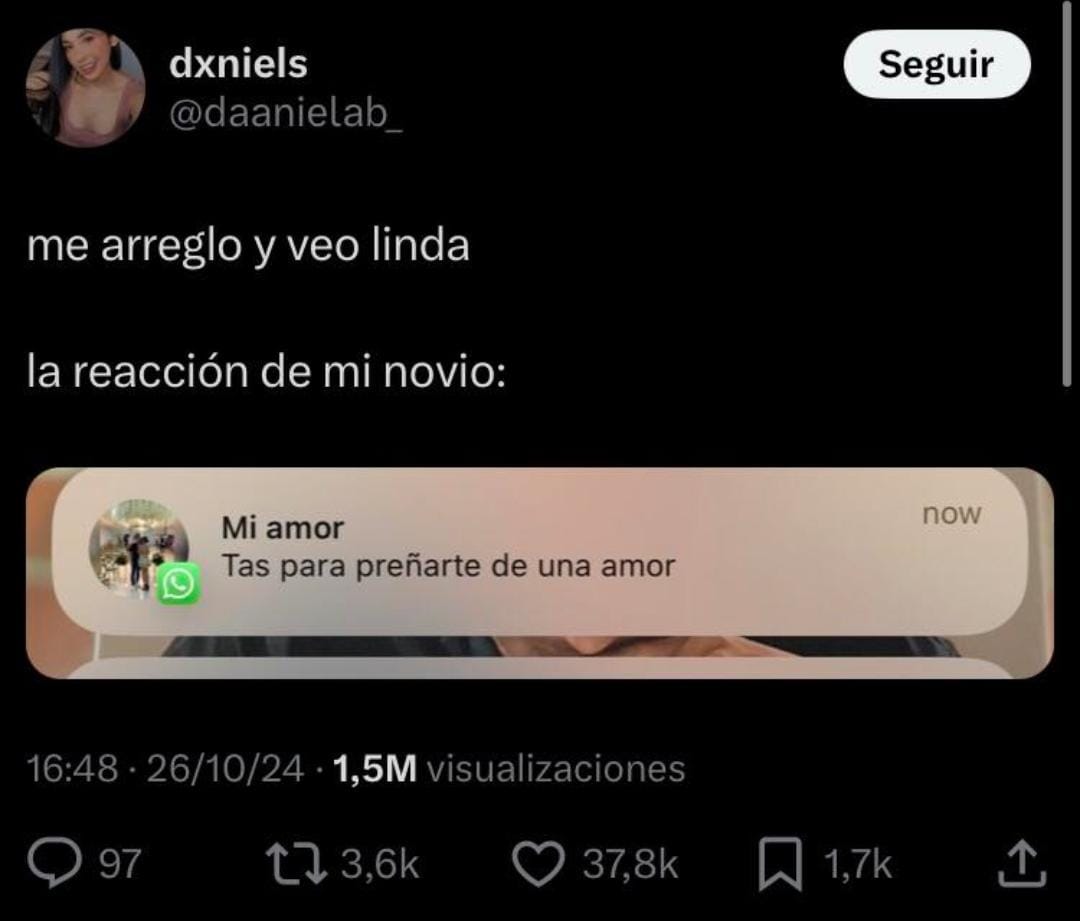 dxniels
Seguir
@daanielab_
me arreglo y veo linda
la reacción de mi novio:
Mi amor
now
Tas para preñarte de una amor
16:48 · 26/10/24 · 1,5M visualizaciones
97 3,6k 37,8k 1,7k